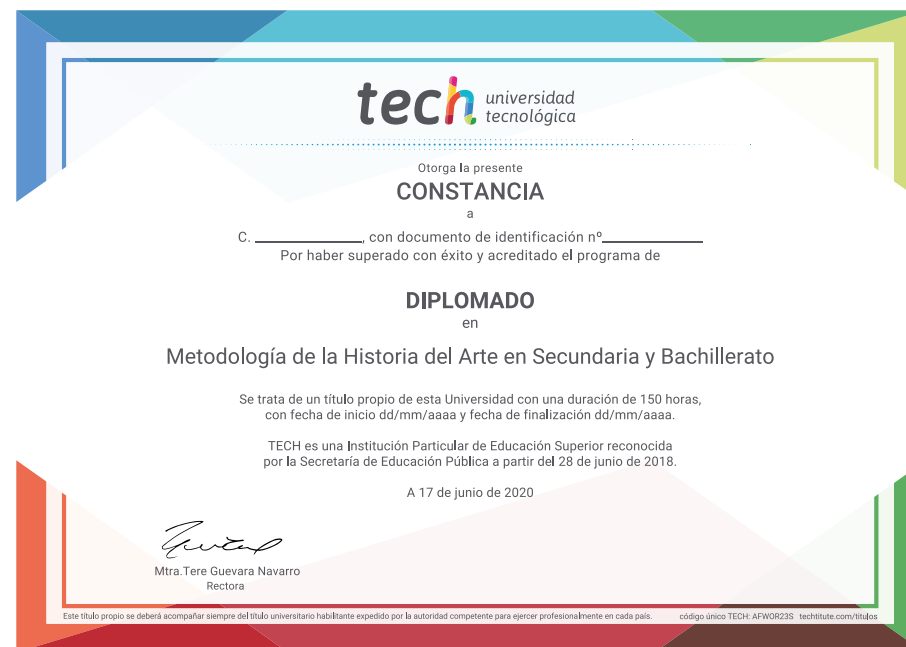 tech universidad
tecnológica
Otorga la presente
CONSTANCIA
a
C. ______________, con documento de identificación nº_____________
Por haber superado con éxito y acreditado el programa de
DIPLOMADO
en
Metodología de la Historia del Arte en Secundaria y Bachillerato
Se trata de un título propio de esta Universidad con una duración de 150 horas,
con fecha de inicio dd/mm/aaaa y fecha de finalización dd/mm/aaaa.
TECH es una Institución Particular de Educación Superior reconocida
por la Secretaría de Educación Pública a partir del 28 de junio de 2018.
A 17 de junio de 2020
Mtra.Tere Guevara Navarro
Rectora
Este título propio se deberá acompañar siempre del título universitario habilitante expedido por la autoridad competente para ejercer profesionalmente en cada país. código único TECH: AFWOR23S techtitute.com/titulos